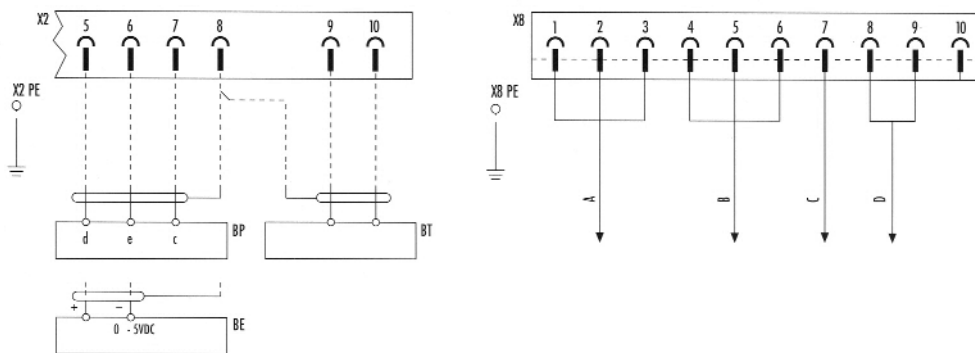 X2 5 6 7 8 9 10
X2 PE
d e c BP BT
+ − BE
0 - 5VDC
X8 1 2 3 4 5 6 7 8 9 10
X8 PE
A B C D